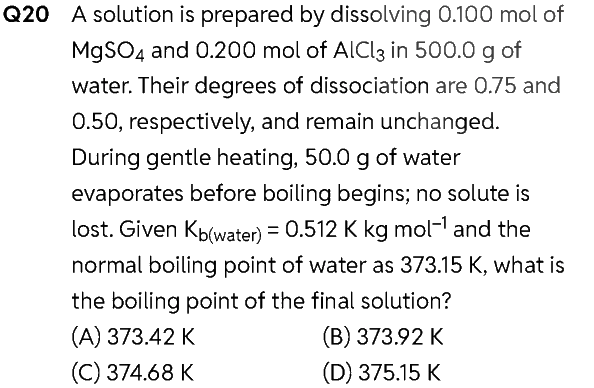 Q20 A solution is prepared by dissolving 0.100 mol of
MgSO₄ and 0.200 mol of AlCl₃ in 500.0 g of
water. Their degrees of dissociation are 0.75 and
0.50, respectively, and remain unchanged.
During gentle heating, 50.0 g of water
evaporates before boiling begins; no solute is
lost. Given K_b(water) = 0.512 K kg mol⁻¹ and the
normal boiling point of water as 373.15 K, what is
the boiling point of the final solution?
(A) 373.42 K (B) 373.92 K
(C) 374.68 K (D) 375.15 K